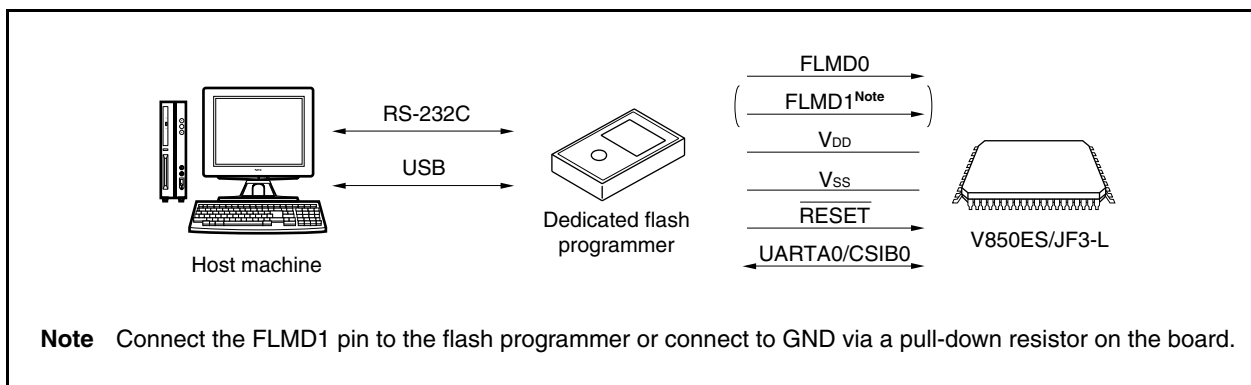 FLMD0
FLMD1Note
RS-232C
VDD
USB
VSS
RESET
Dedicated flash
programmer
V850ES/JF3-L
UARTA0/CSIB0
Host machine
Note Connect the FLMD1 pin to the flash programmer or connect to GND via a pull-down resistor on the board.